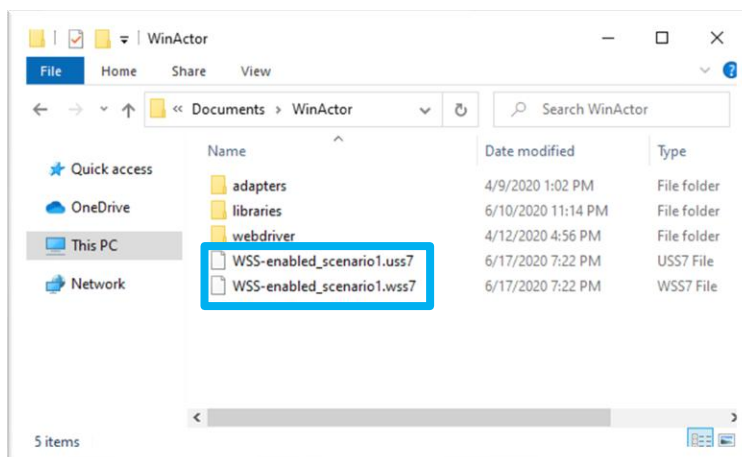 WinActor
File Home Share View
« Documents › WinActor Search WinActor
Name Date modified Type
Quick access
OneDrive
This PC
Network
adapters 4/9/2020 1:02 PM File folder
libraries 6/10/2020 11:14 PM File folder
webdriver 4/12/2020 4:56 PM File folder
WSS-enabled_scenario1.uss7 6/17/2020 7:22 PM USS7 File
WSS-enabled_scenario1.wss7 6/17/2020 7:22 PM WSS7 File
5 items